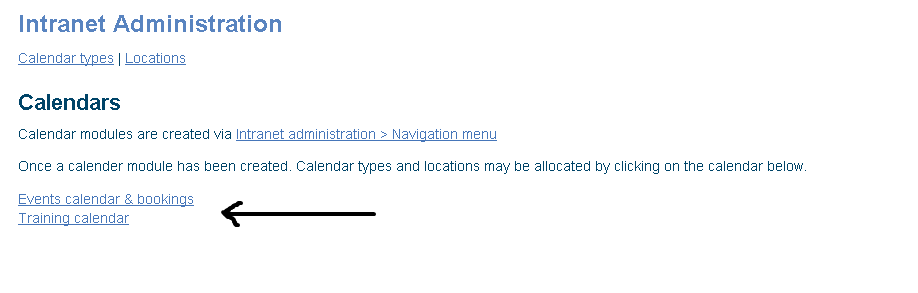 Intranet Administration
Calendar types | Locations
Calendars
Calendar modules are created via Intranet administration > Navigation menu
Once a calender module has been created. Calendar types and locations may be allocated by clicking on the calendar below.
Events calendar & bookings
Training calendar